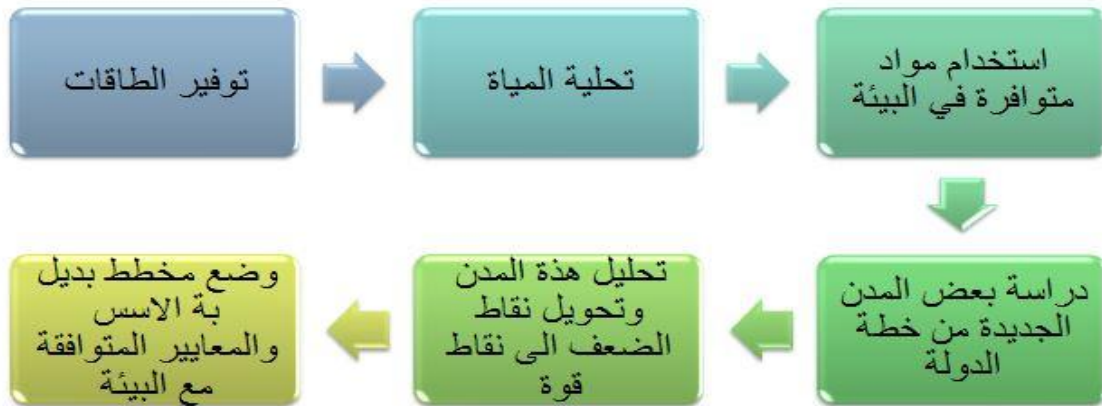 توفير الطاقات
تحلية المياة
استخدام مواد
متوافرة في البيئة
دراسة بعض المدن
الجديدة من خطة
الدولة
تحليل هذة المدن
وتحويل نقاط
الضعف الى نقاط
قوة
وضع مخطط بديل
بة الاسس
والمعايير المتوافقة
مع البيئة